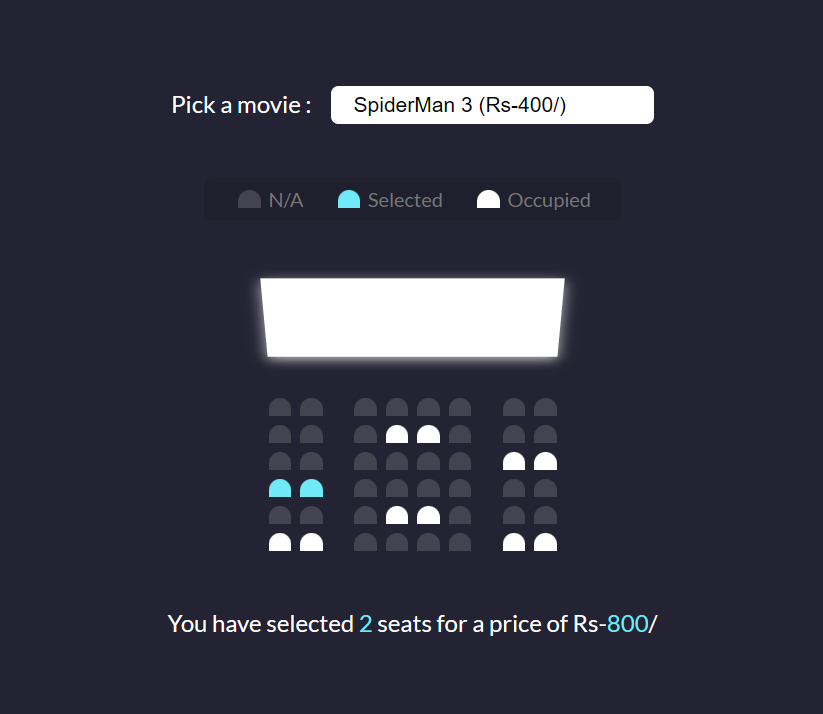 Pick a movie : SpiderMan 3 (Rs-400/)
N/A Selected Occupied
You have selected 2 seats for a price of Rs-800/